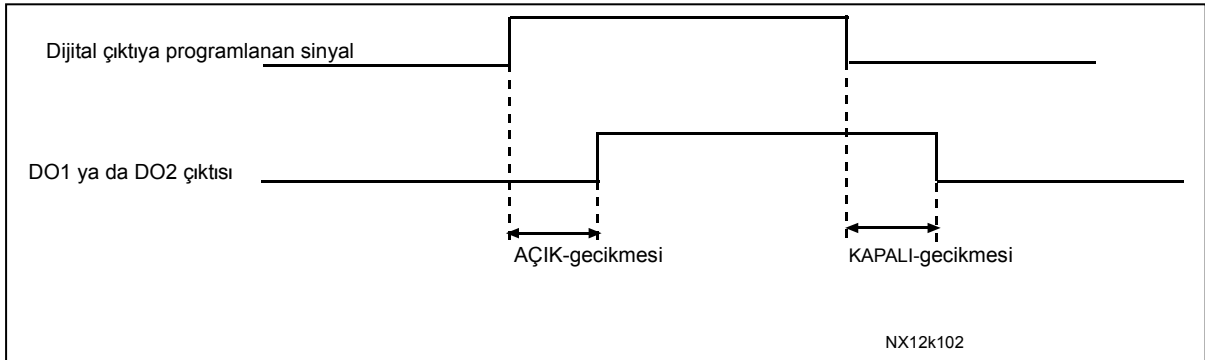 Dijital çıktıya programlanan sinyal
DO1 ya da DO2 çıktısı
AÇIK-gecikmesi
KAPALI-gecikmesi
NX12k102